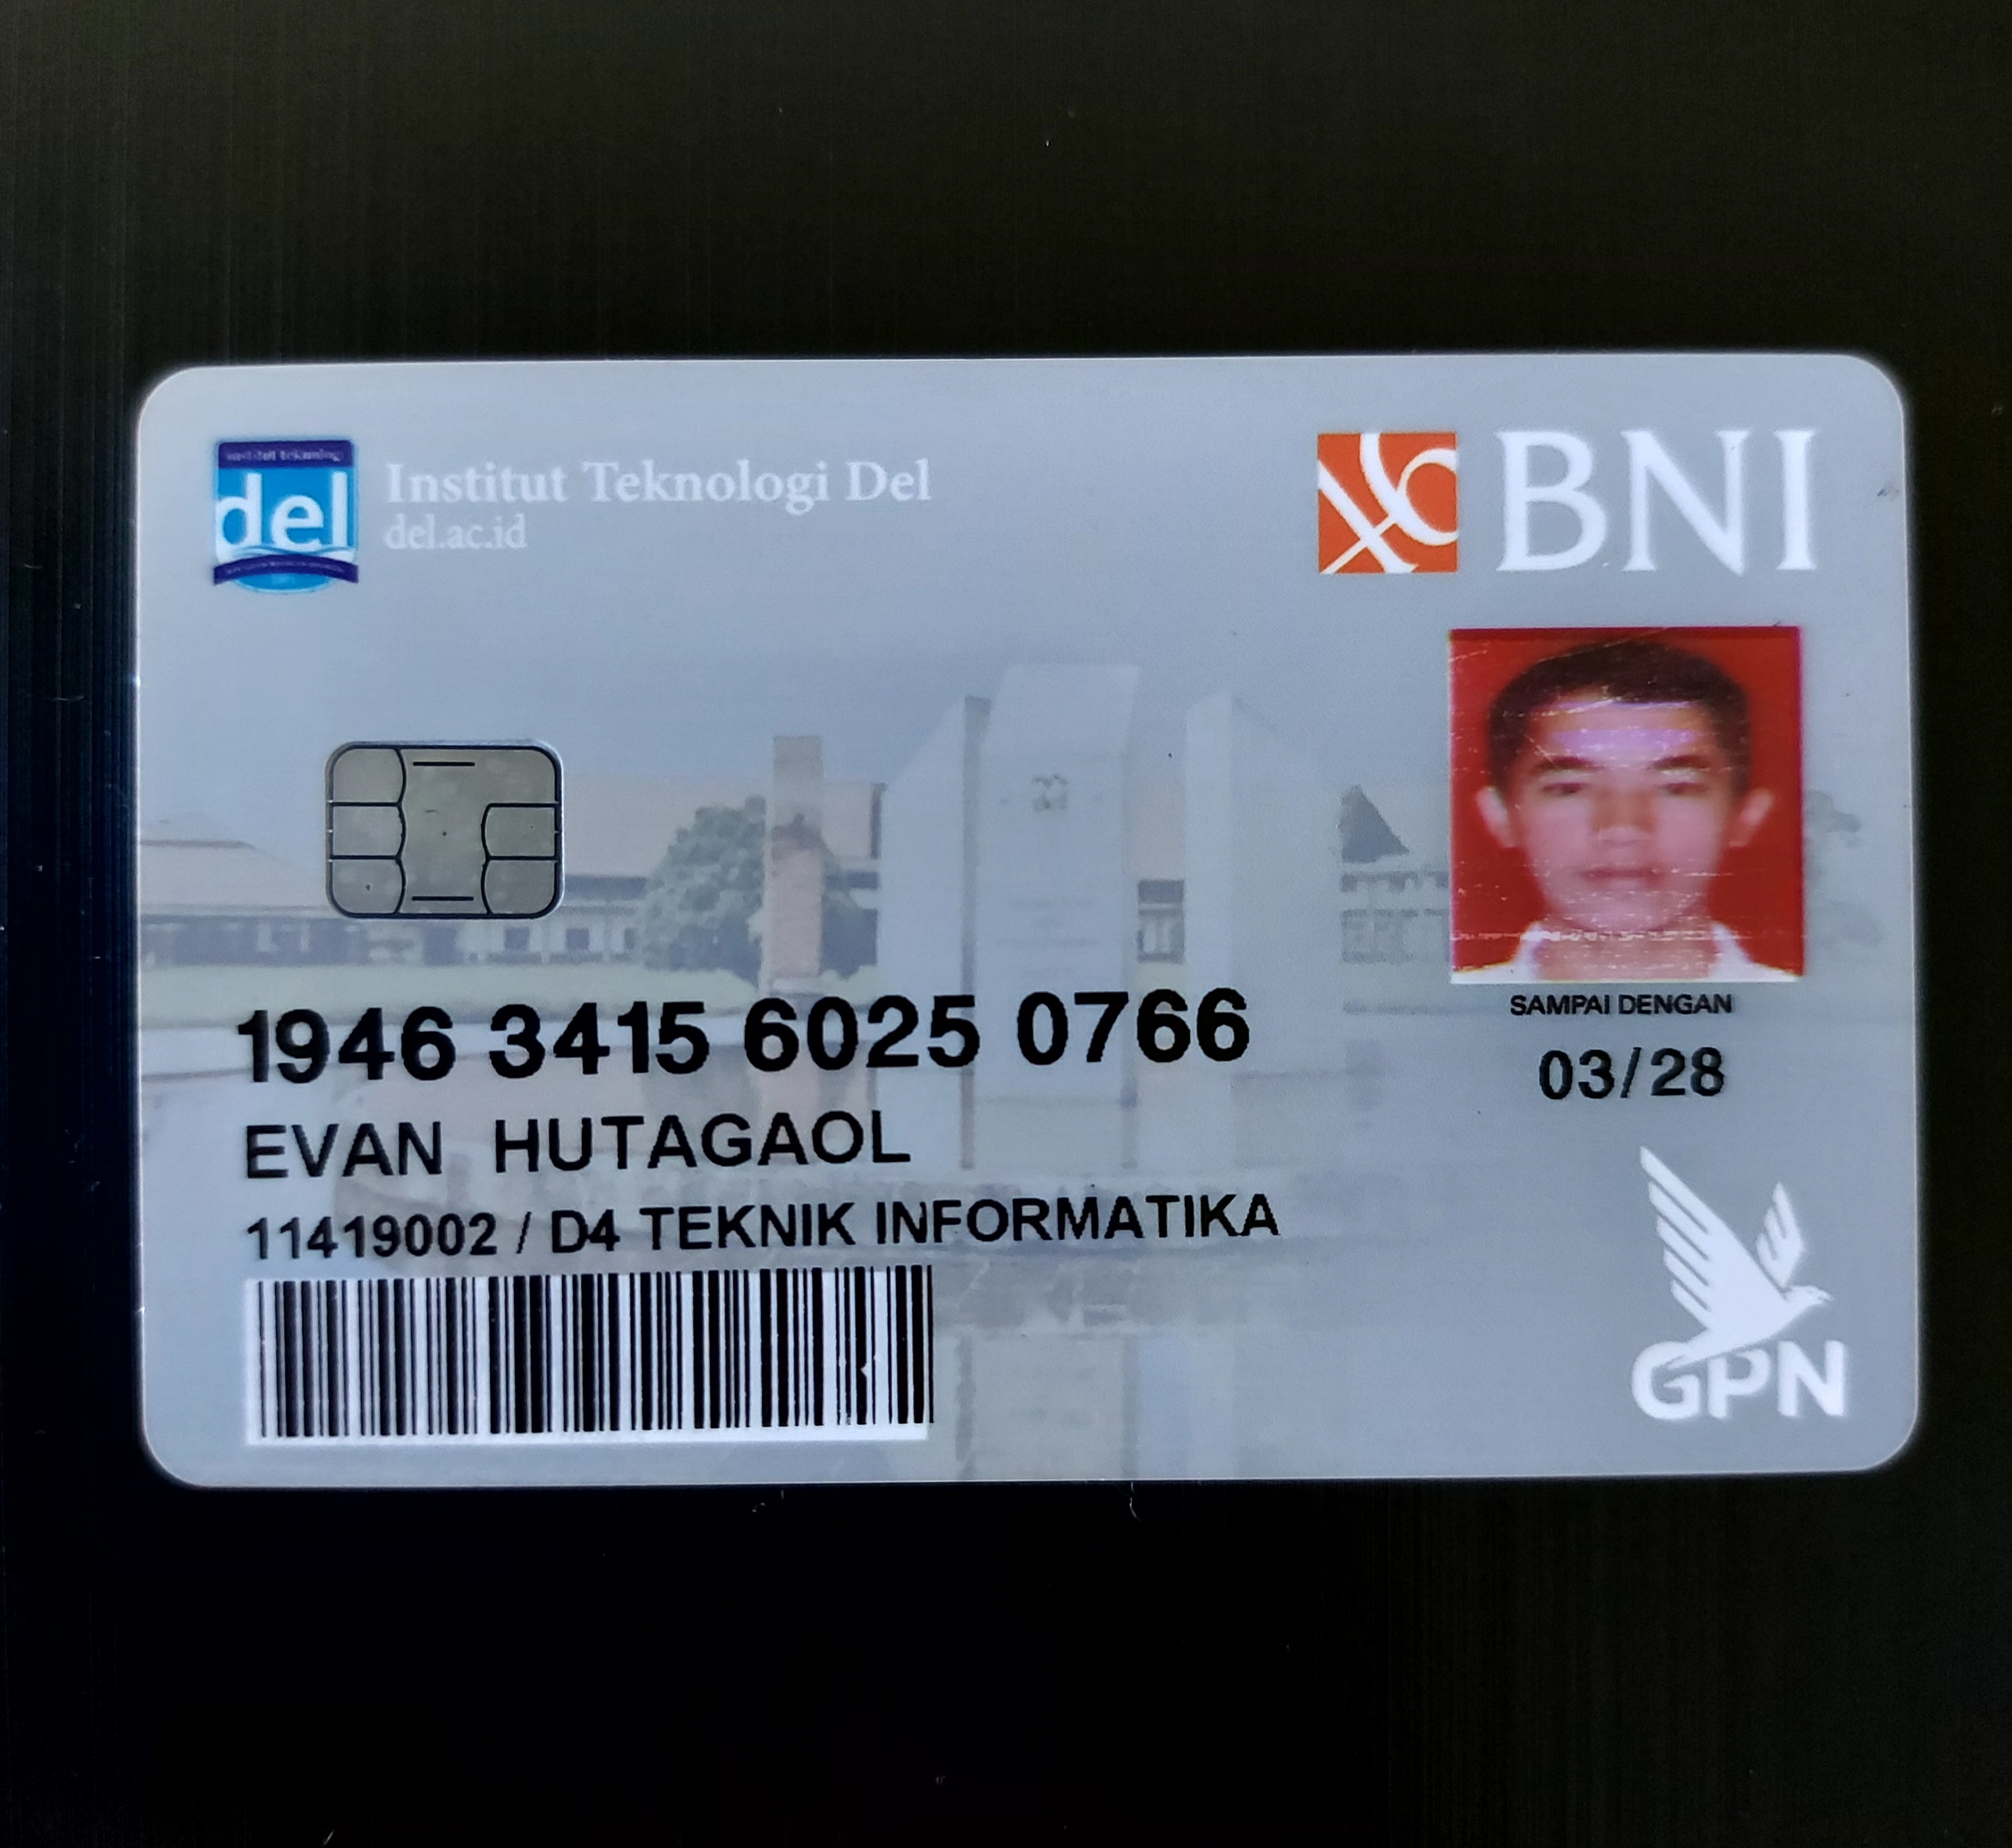 institut teknologi
del
Institut Teknologi Del
del.ac.id
BNI
SAMPAI DENGAN
03/28
1946 3415 6025 0766
EVAN HUTAGAOL
11419002 / D4 TEKNIK INFORMATIKA
GPN